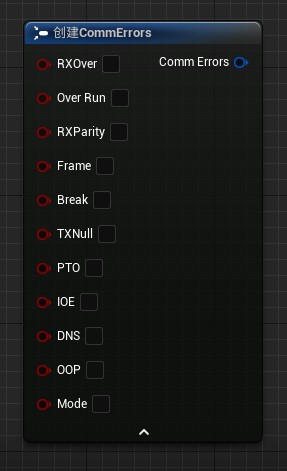 创建CommErrors
RXOver
Comm Errors
Over Run
RXParity
Frame
Break
TXNull
PTO
IOE
DNS
OOP
Mode